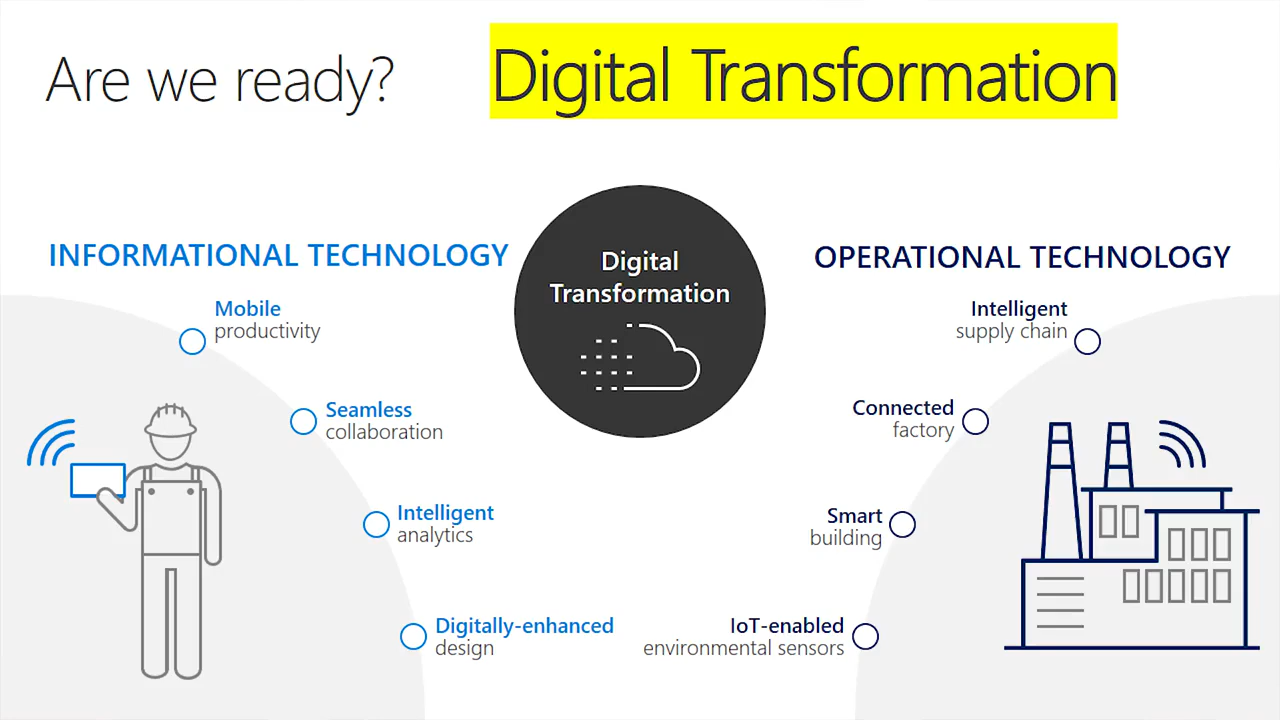 Are we ready?
Digital Transformation
Digital
Transformation
INFORMATIONAL TECHNOLOGY
Mobile
productivity
Seamless
collaboration
Intelligent
analytics
Digitally-enhanced
design
OPERATIONAL TECHNOLOGY
Intelligent
supply chain
Connected
factory
Smart
building
IoT-enabled
environmental sensors